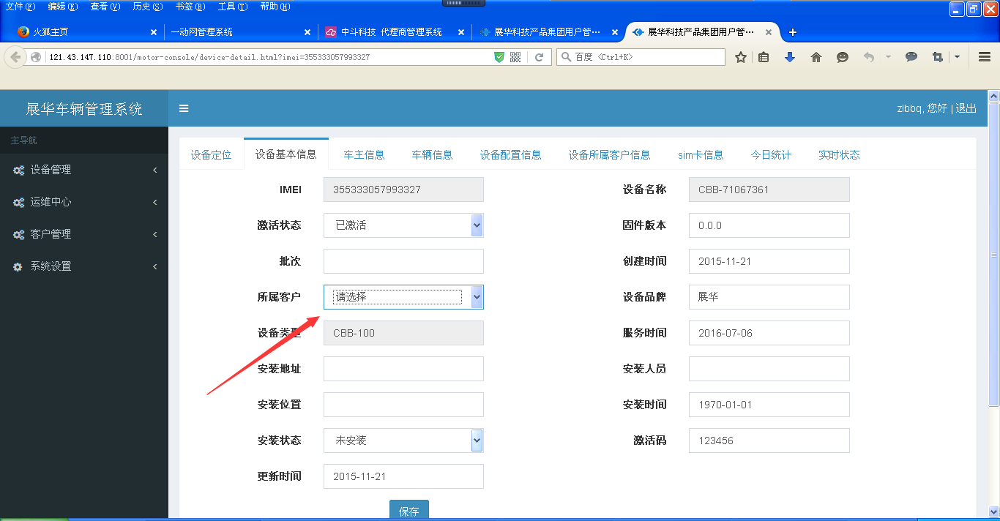 文件(F) 编辑(E) 查看(V) 历史(S) 书签(B) 工具(T) 帮助(H)
火狐主页 一动网管理系统 中斗科技 代理商管理系统 展华科技产品集团用户管… 展华科技产品集团用户管…
121.43.147.110:8001/motor-console/device-detail.html?imei=355333057993327 百度 <Ctrl+K>
展华车辆管理系统 zlbbq, 您好 | 退出
主导航
设备管理
运维中心
客户管理
系统设置
设备定位 设备基本信息 车主信息 车辆信息 设备配置信息 设备所属客户信息 sim卡信息 今日统计 实时状态
IMEI 355333057993327 设备名称 CBB-71067361
激活状态 已激活 固件版本 0.0.0
批次 创建时间 2015-11-21
所属客户 请选择 设备品牌 展华
设备类型 CBB-100 服务时间 2016-07-06
安装地址 安装人员
安装位置 安装时间 1970-01-01
安装状态 未安装 激活码 123456
更新时间 2015-11-21
保存